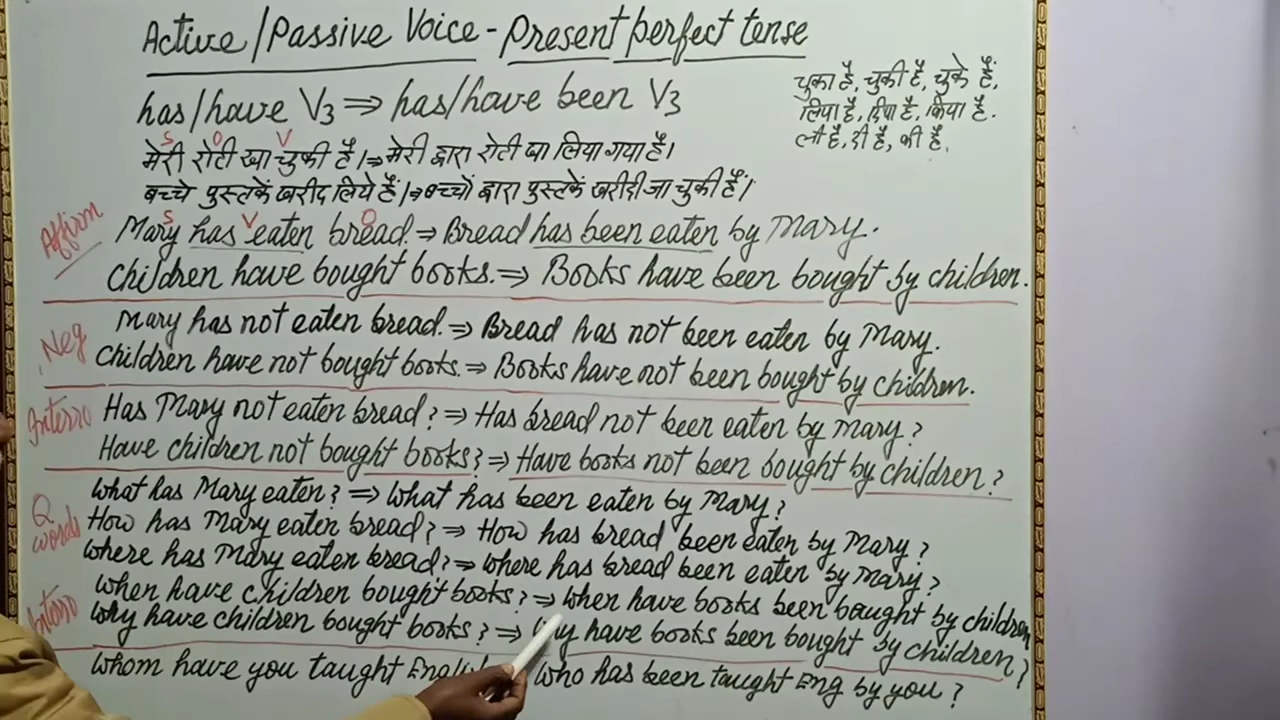 Active/Passive Voice - Present perfect tense
has/have V3 ⇒ has/have been V3
चुका है, चुकी है, चुके हैं,
लिया है, दिया है, किया है.
ली है, दी है, की है.
S O V
मेरी रोटी खा चुकी है। ⇒ मेरी द्वारा रोटी खा लिया गया है।
बच्चे पुस्तकें खरीद लिये हैं। ⇒ बच्चों द्वारा पुस्तकें खरीदी जा चुकी हैं।
S V O
Affirm Mary has eaten bread. ⇒ Bread has been eaten by Mary.
Children have bought books. ⇒ Books have been bought by children.
Neg Mary has not eaten bread. ⇒ Bread has not been eaten by Mary.
Children have not bought books. ⇒ Books have not been bought by children.
Interro Has Mary not eaten bread? ⇒ Has bread not been eaten by Mary?
Have children not bought books? ⇒ Have books not been bought by children?
What has Mary eaten? ⇒ What has been eaten by Mary?
Q words How has Mary eaten bread? ⇒ How has bread been eaten by Mary?
Where has Mary eaten bread? ⇒ Where has bread been eaten by Mary?
When have children bought books? ⇒ When have books been bought by children
Interro Why have children bought books? ⇒ Why have books been bought by children?
Whom have you taught English Who has been taught Eng by you?